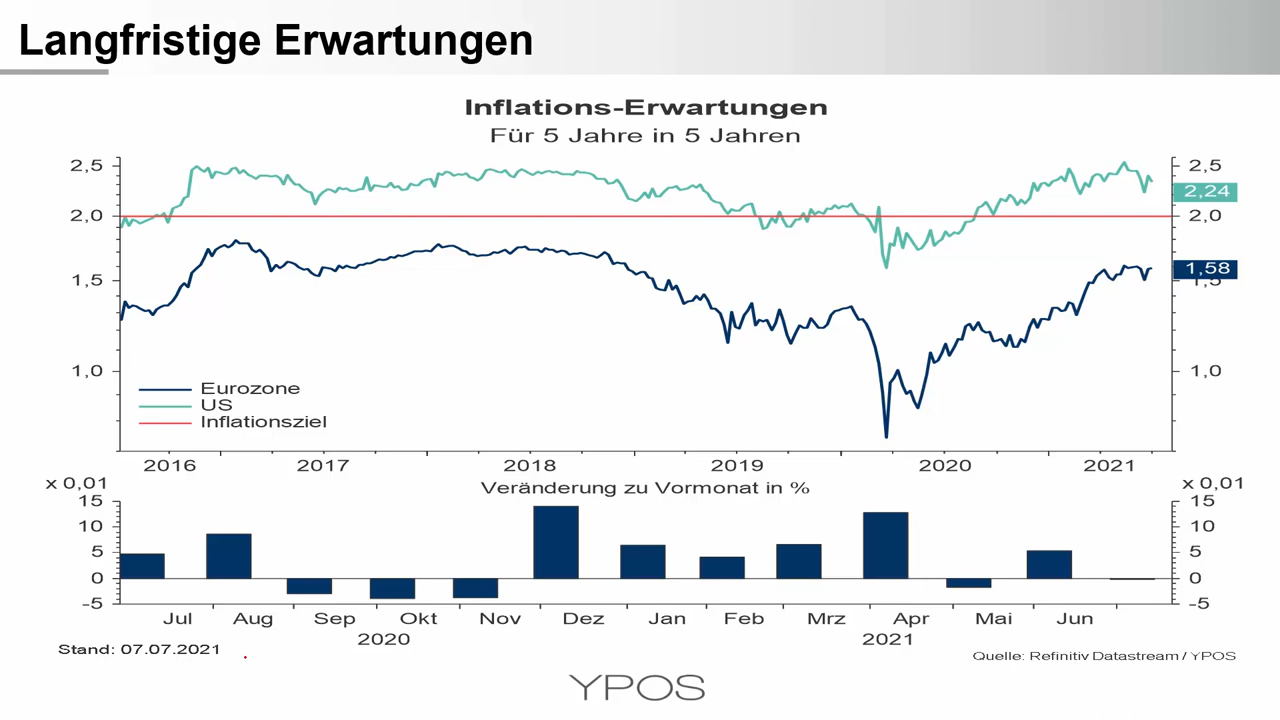 Langfristige Erwartungen
Inflations-Erwartungen
Für 5 Jahre in 5 Jahren
2,5 2,5
2,24
2,0 2,0
1,58
1,5 1,5
1,0 1,0
Eurozone
US
Inflationsziel
2016 2017 2018 2019 2020 2021
x 0,01 Veränderung zu Vormonat in % x 0,01
15 15
10 10
5 5
0 0
-5 -5
Jul Aug Sep Okt Nov Dez Jan Feb Mrz Apr Mai Jun
2020 2021
Stand: 07.07.2021
Quelle: Refinitiv Datastream / YPOS
YPOS